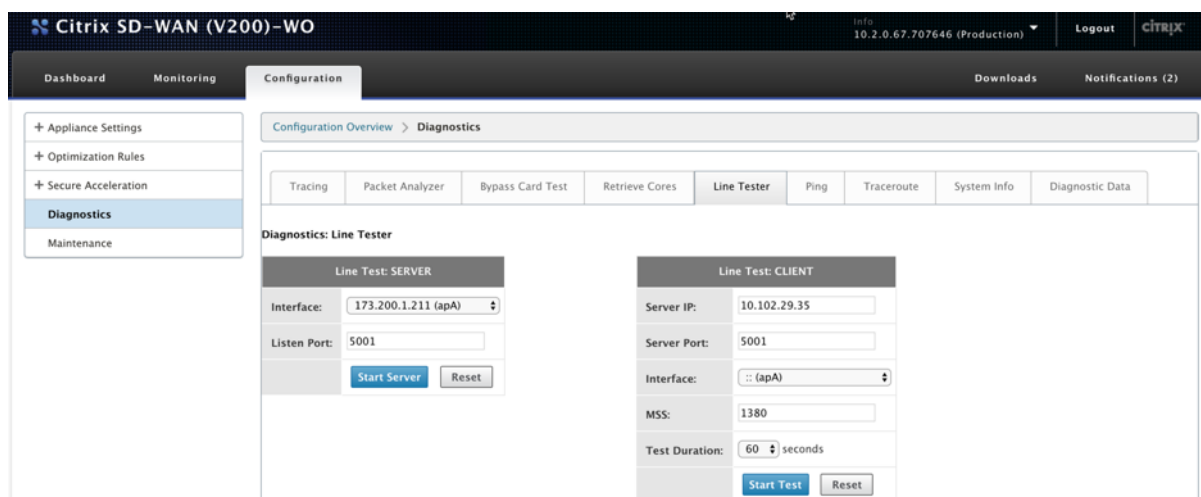 Citrix SD-WAN (V200)-WO
Info
10.2.0.67.707646 (Production)
Logout
CITRIX
Dashboard
Monitoring
Configuration
Downloads
Notifications (2)
+ Appliance Settings
+ Optimization Rules
+ Secure Acceleration
Diagnostics
Maintenance
Configuration Overview > Diagnostics
Tracing
Packet Analyzer
Bypass Card Test
Retrieve Cores
Line Tester
Ping
Traceroute
System Info
Diagnostic Data
Diagnostics: Line Tester
Line Test: SERVER
Interface: 173.200.1.211 (apA)
Listen Port: 5001
Start Server Reset
Line Test: CLIENT
Server IP: 10.102.29.35
Server Port: 5001
Interface: :: (apA)
MSS: 1380
Test Duration: 60 seconds
Start Test Reset